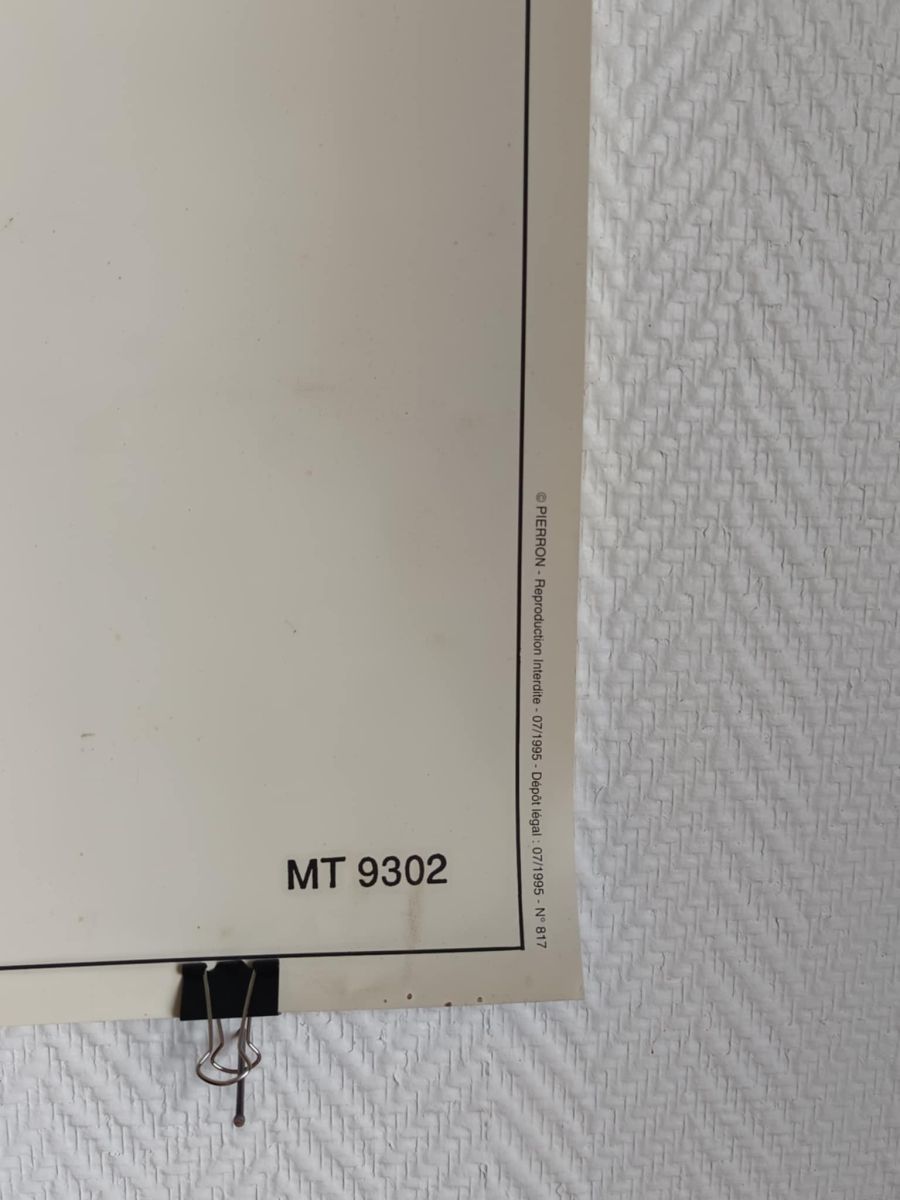 © PIERRON - Reproduction Interdite - 07/1995 - Dépôt légal : 07/1995 - N° 817
MT 9302